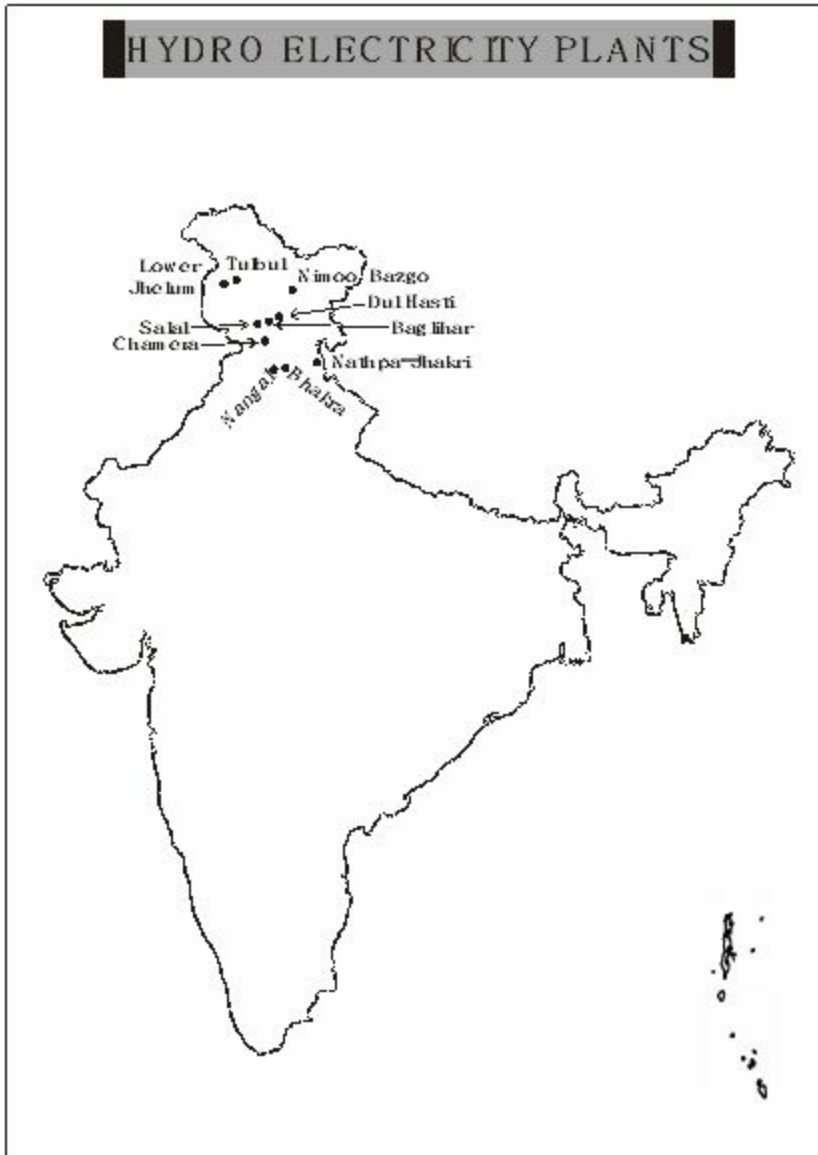 HYDRO ELECTRICITY PLANTS
Lower
Jhelum
Tulbul
Nimoo Bazgo
Dul Hasti
Salal
Baglihar
Chamera
Nathpa-Jhakri
Nangal
Bhakra